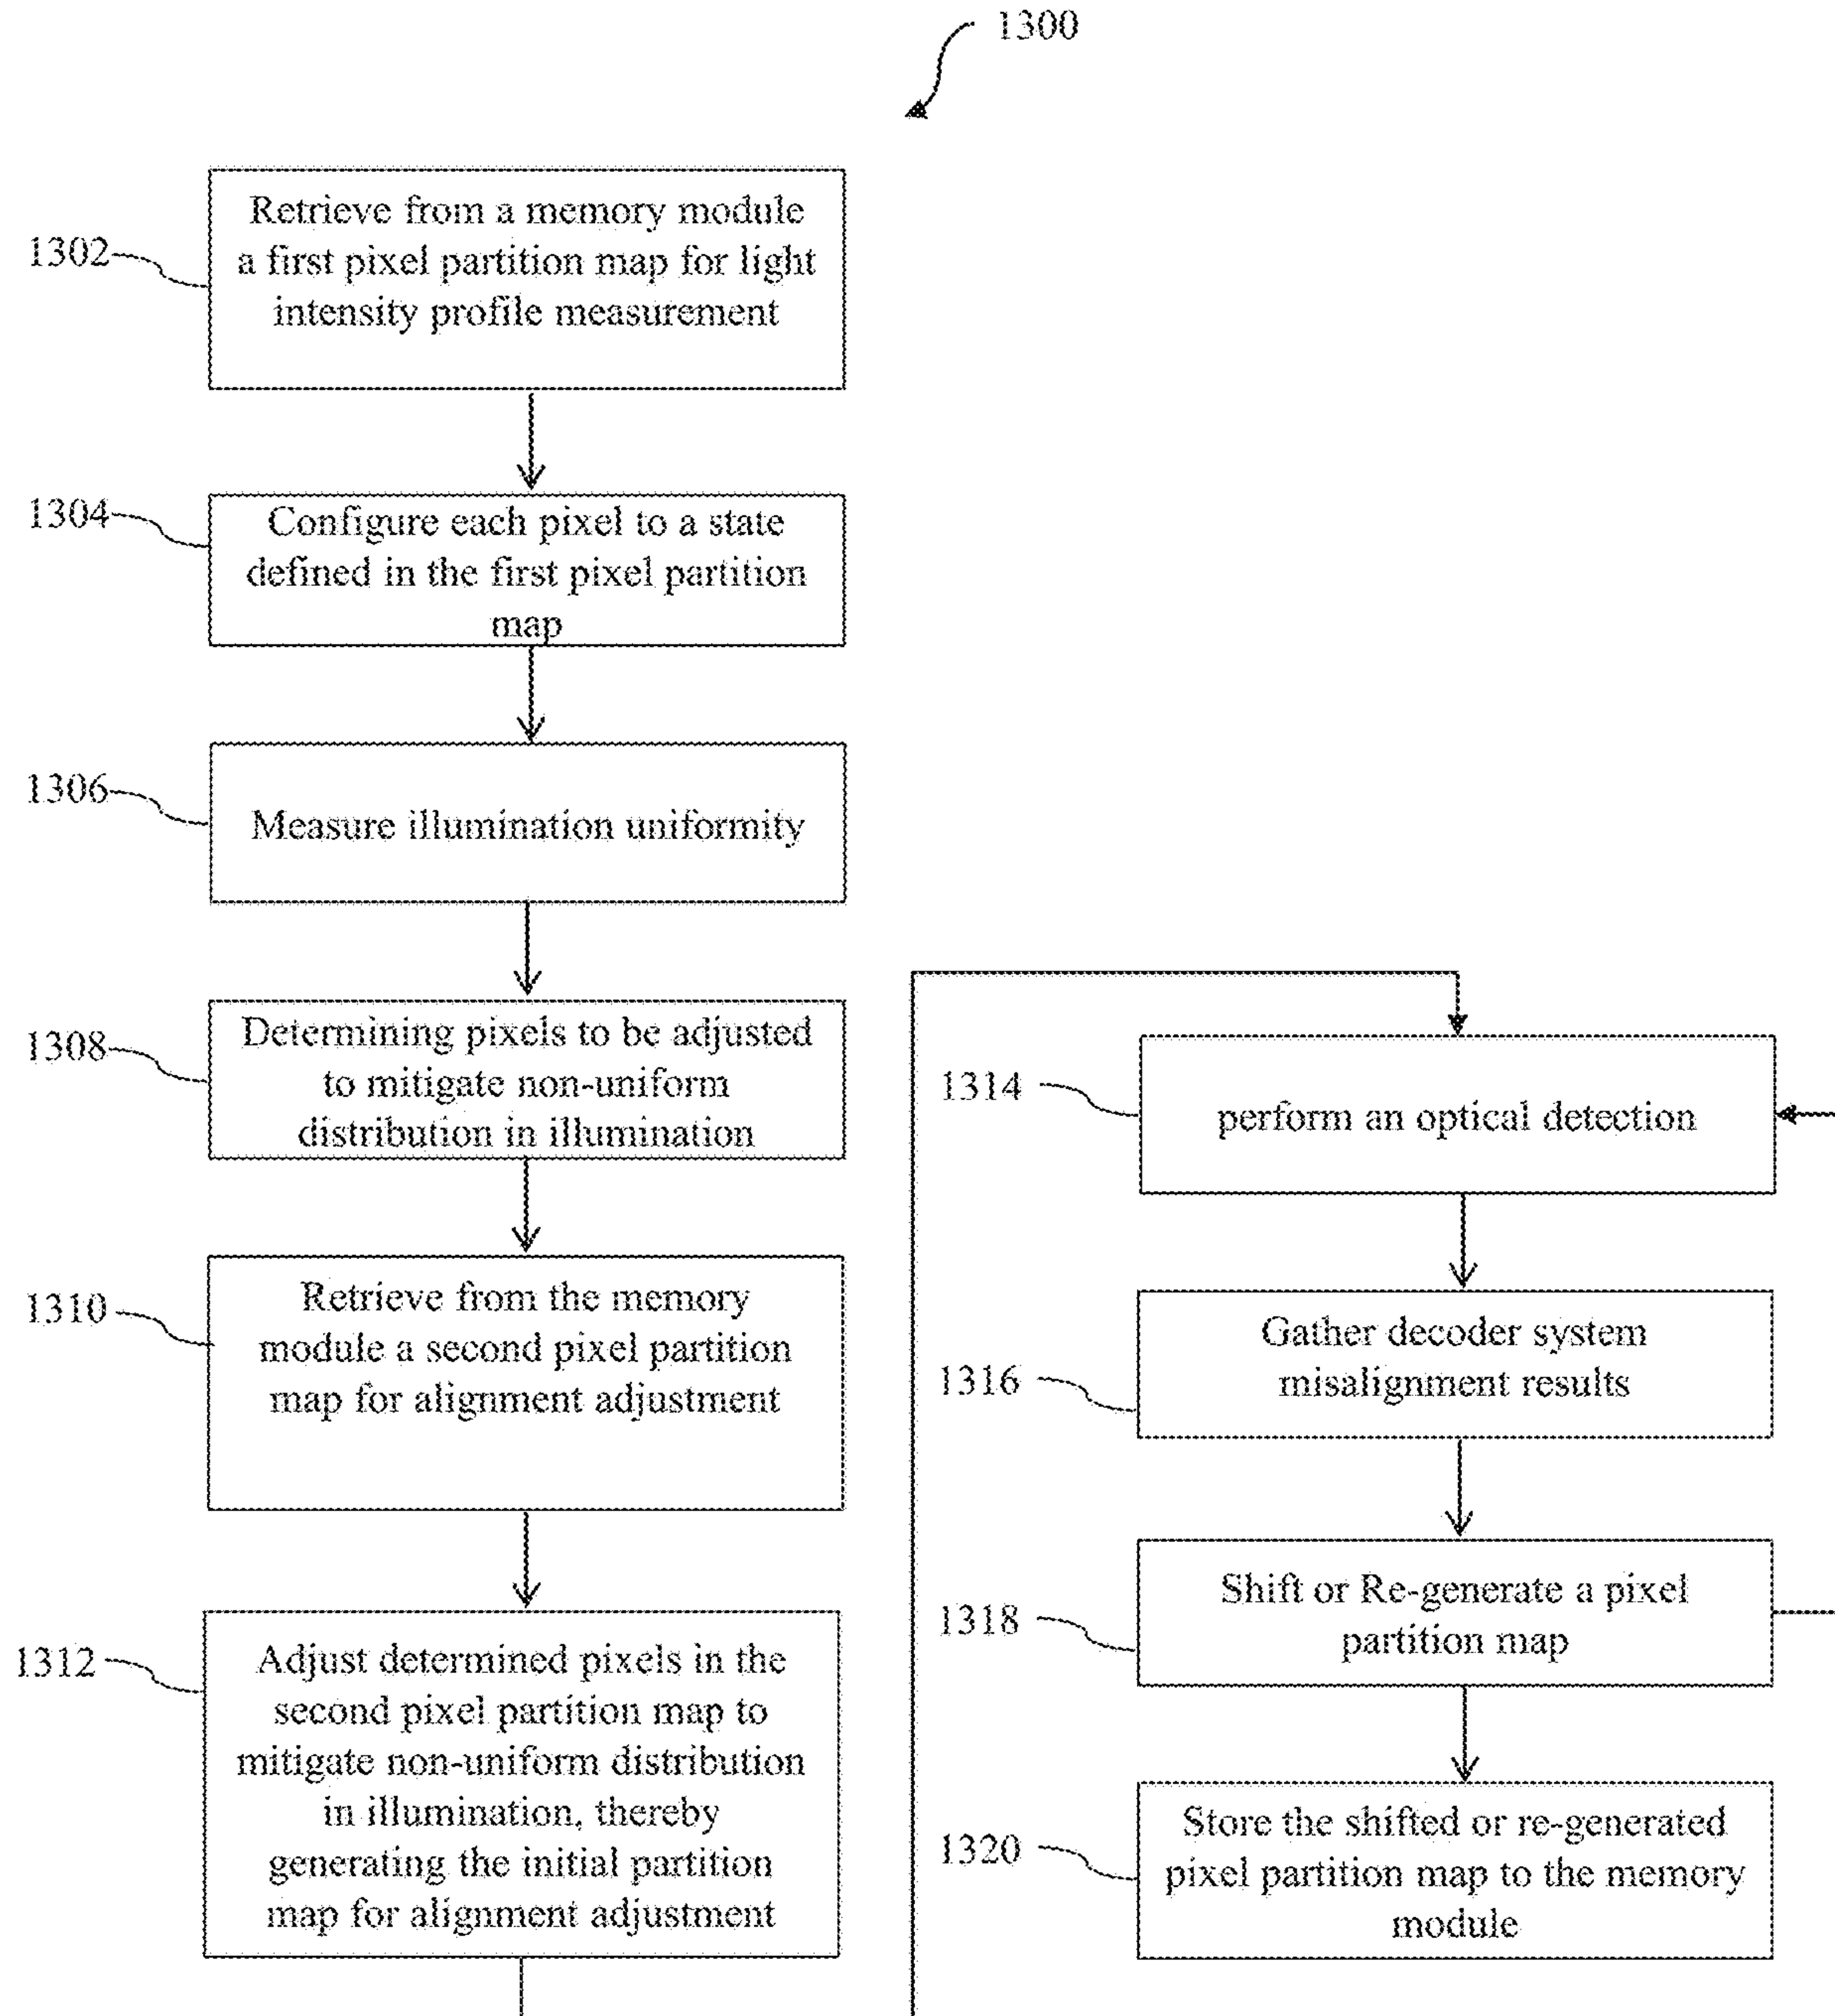 1300
1302
Retrieve from a memory module
a first pixel partition map for light
intensity profile measurement
1304
Configure each pixel to a state
defined in the first pixel partition
map
1306
Measure illumination uniformity
1308
Determining pixels to be adjusted
to mitigate non-uniform
distribution in illumination
1310
Retrieve from the memory
module a second pixel partition
map for alignment adjustment
1312
Adjust determined pixels in the
second pixel partition map to
mitigate non-uniform distribution
in illumination, thereby
generating the initial partition
map for alignment adjustment
1314
perform an optical detection
1316
Gather decoder system
misalignment results
1318
Shift or Re-generate a pixel
partition map
1320
Store the shifted or re-generated
pixel partition map to the memory
module